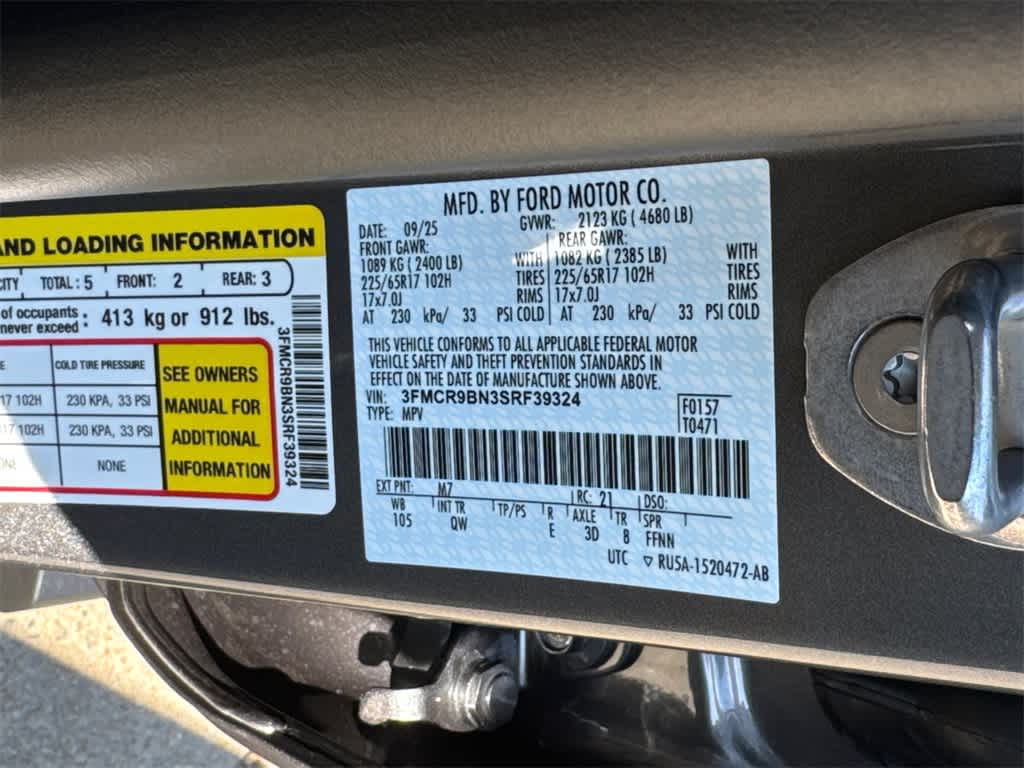 AND LOADING INFORMATION
CITY TOTAL: 5 FRONT: 2 REAR: 3
of occupants
never exceed: 413 kg or 912 lbs.
COLD TIRE PRESSURE
17 102H 230 KPA, 33 PSI
17 102H 230 KPA, 33 PSI
NONE
SEE OWNERS
MANUAL FOR
ADDITIONAL
INFORMATION
3FMCR9BN3SRF39324
MFD. BY FORD MOTOR CO.
DATE: 09/25 GVWR: 2123 KG ( 4680 LB)
FRONT GAWR: REAR GAWR:
1089 KG (2400 LB) WITH 1082 KG ( 2385 LB) WITH
225/65R17 102H TIRES 225/65R17 102H TIRES
17x7.0J RIMS 17x7.0J RIMS
AT 230 kPa/ 33 PSI COLD AT 230 kPa/ 33 PSI COLD
THIS VEHICLE CONFORMS TO ALL APPLICABLE FEDERAL MOTOR
VEHICLE SAFETY AND THEFT PREVENTION STANDARDS IN
EFFECT ON THE DATE OF MANUFACTURE SHOWN ABOVE.
VIN: 3FMCR9BN3SRF39324
TYPE: MPV
F0157
T0471
EXT PNT: M7 RC: 21 DSO:
WB INT TR TP/PS R AXLE TR SPR
105 QW E 3D 8 FFNN
UTC ▽ RU5A-1520472-AB